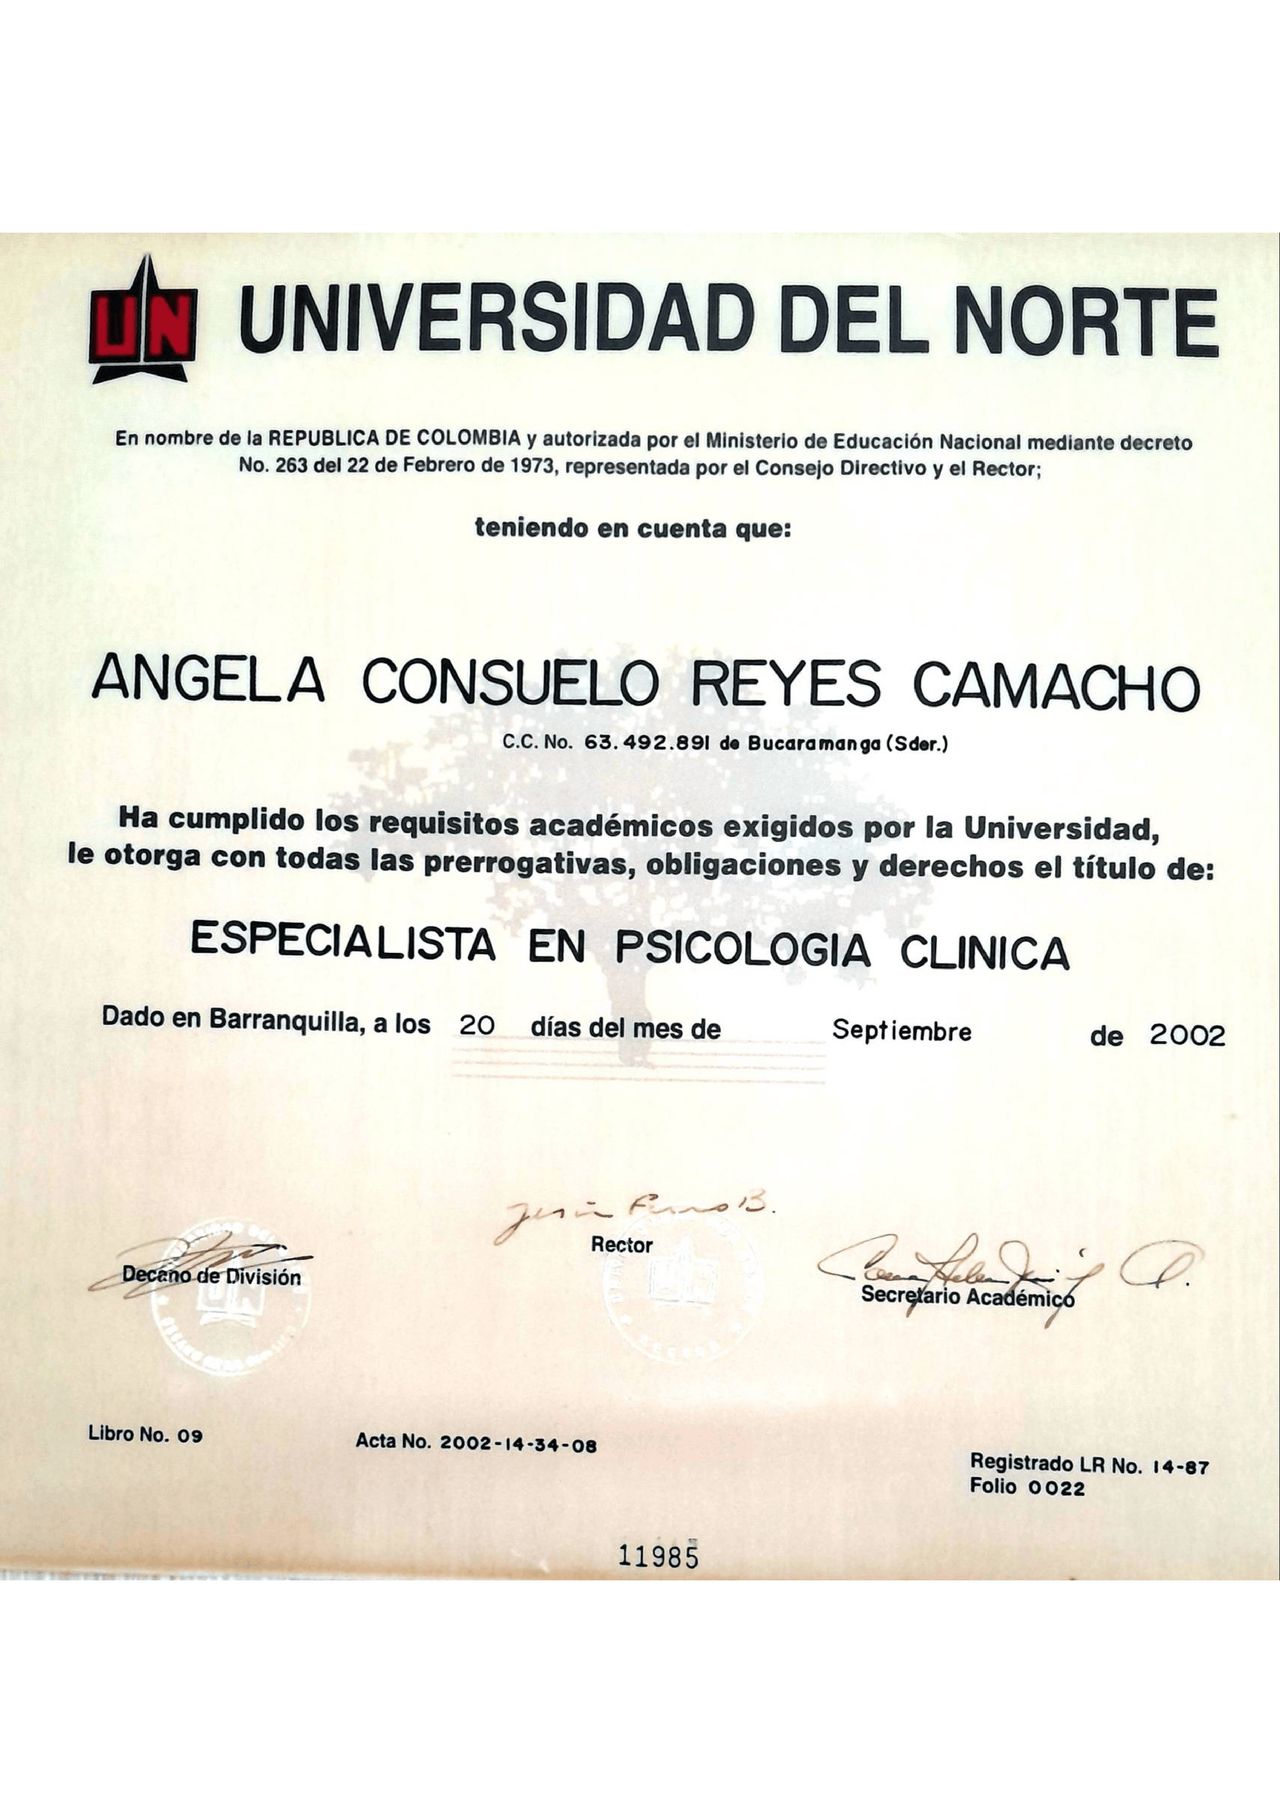 UN
UNIVERSIDAD DEL NORTE
En nombre de la REPUBLICA DE COLOMBIA y autorizada por el Ministerio de Educación Nacional mediante decreto
No. 263 del 22 de Febrero de 1973, representada por el Consejo Directivo y el Rector;
teniendo en cuenta que:
ANGELA CONSUELO REYES CAMACHO
C.C. No. 63.492.891 de Bucaramanga (Sder.)
Ha cumplido los requisitos académicos exigidos por la Universidad,
le otorga con todas las prerrogativas, obligaciones y derechos el título de:
ESPECIALISTA EN PSICOLOGIA CLINICA
Dado en Barranquilla, a los 20 días del mes de Septiembre de 2002
Rector
Decano de División
Secretario Académico
Libro No. 09
Acta No. 2002-14-34-08
Registrado LR No. 14-87
Folio 0022
11985